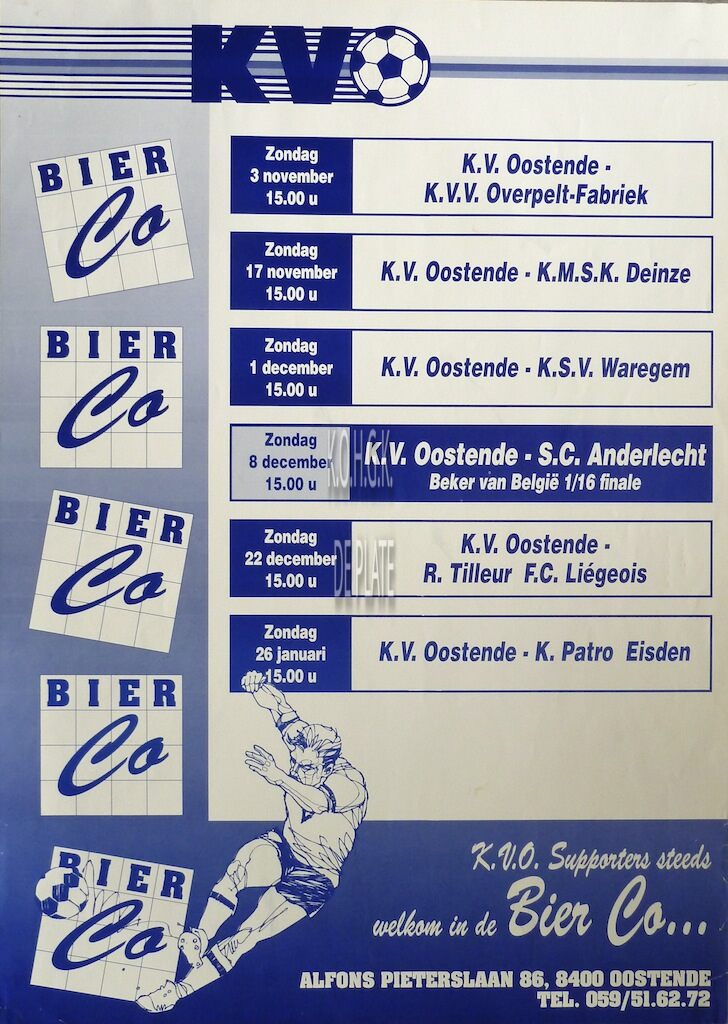 KVO
BIER
Co
BIER
Co
BIER
Co
BIER
Co
BIER
Co
Zondag
3 november
15.00 u
K.V. Oostende -
K.V.V. Overpelt-Fabriek
Zondag
17 november
15.00 u
K.V. Oostende - K.M.S.K. Deinze
Zondag
1 december
15.00 u
K.V. Oostende - K.S.V. Waregem
Zondag
8 december
15.00 u
K.V. Oostende - S.C. Anderlecht
Beker van België 1/16 finale
K.O.H.G.K.
DE PLATE
Zondag
22 december
15.00 u
K.V. Oostende -
R. Tilleur F.C. Liégeois
Zondag
26 januari
15.00 u
K.V. Oostende - K. Patro Eisden
K.V.O. Supporters steeds
welkom in de Bier Co...
ALFONS PIETERSLAAN 86, 8400 OOSTENDE
TEL. 059/51.62.72